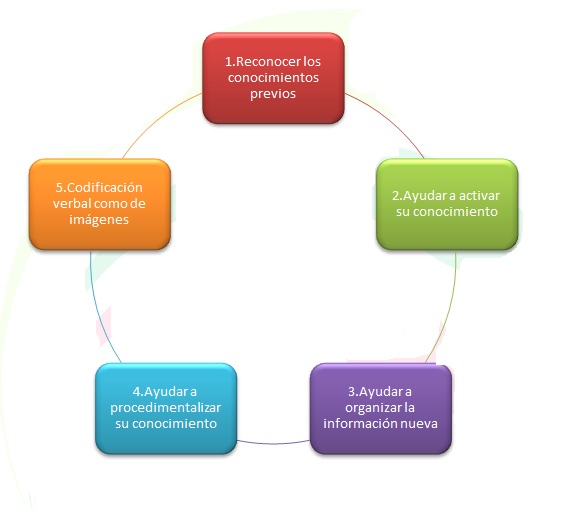 1.Reconocer los
conocimientos
previos
2.Ayudar a activar
su conocimiento
3.Ayudar a
organizar la
información nueva
4.Ayudar a
procedimentalizar
su conocimiento
5.Codificación
verbal como de
imágenes